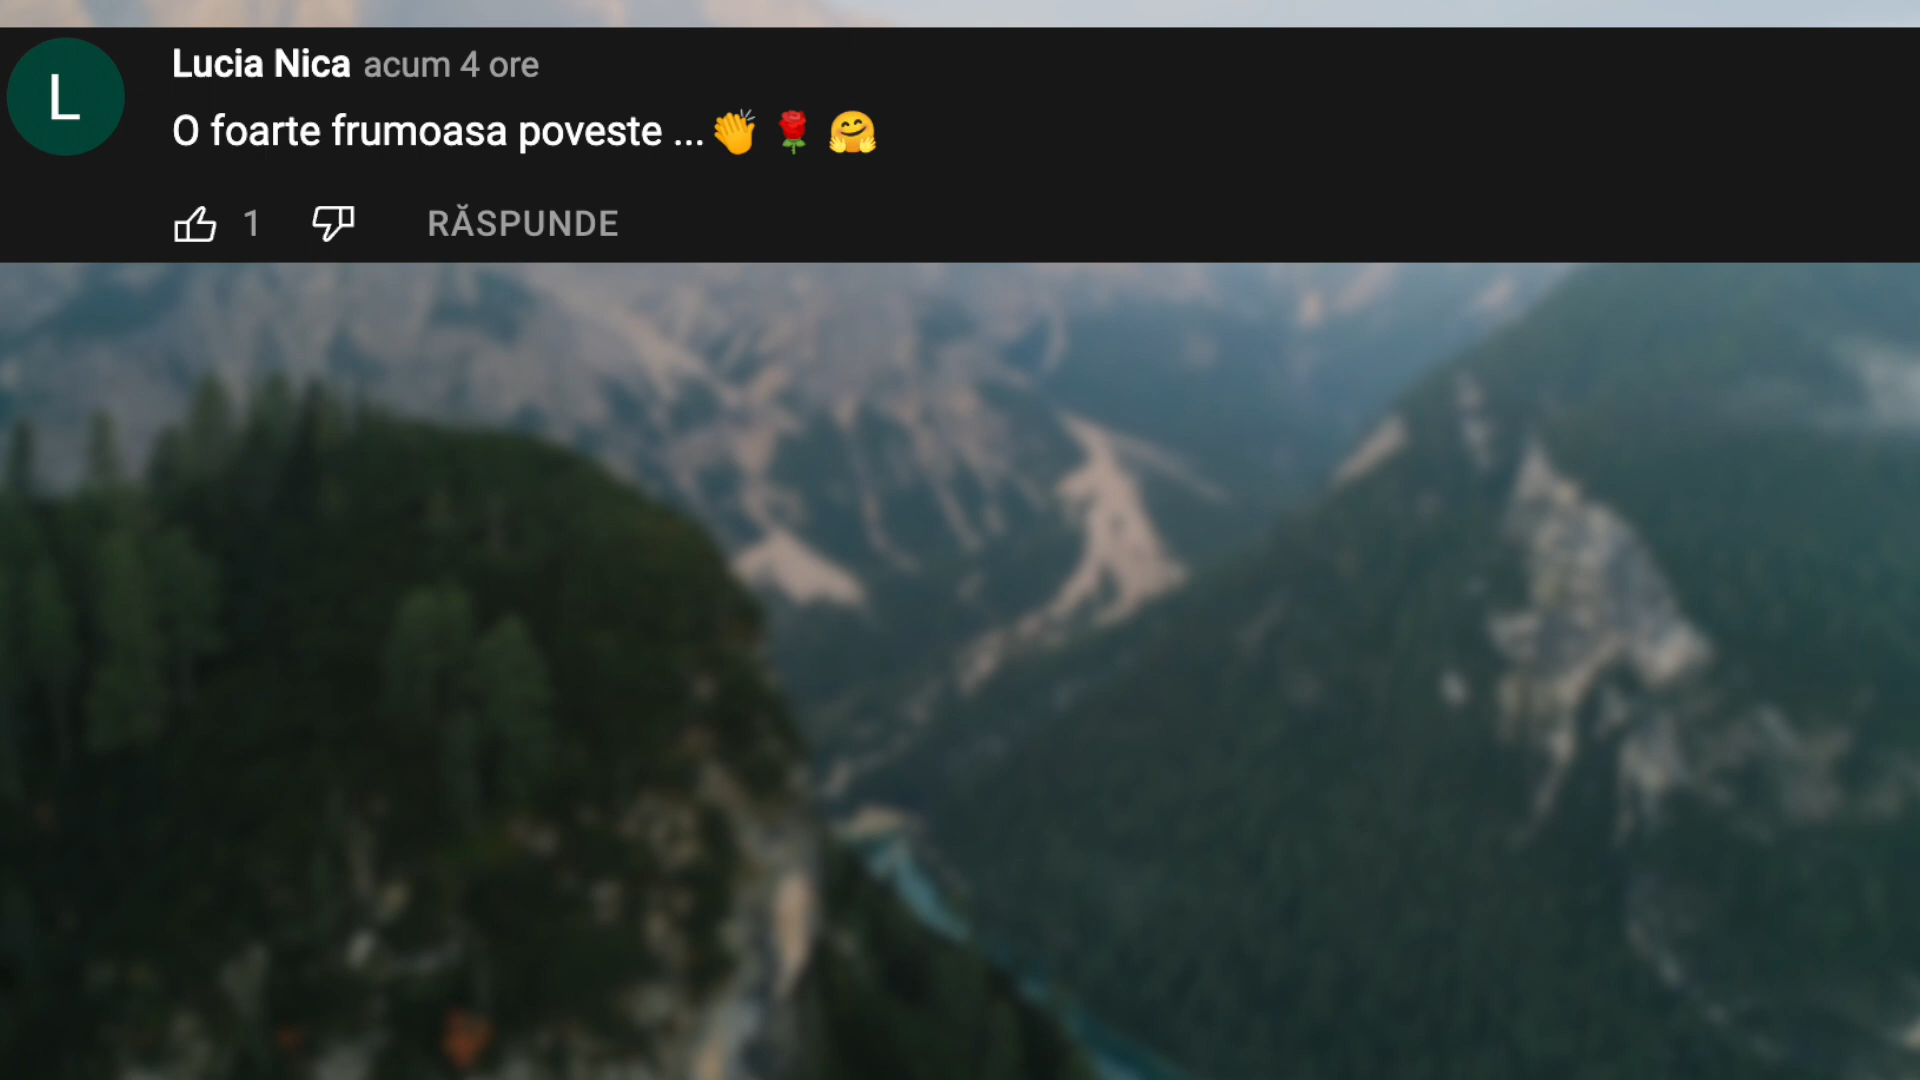 L
Lucia Nica acum 4 ore
O foarte frumoasa poveste ...👏 🌹 🤗
1 RĂSPUNDE